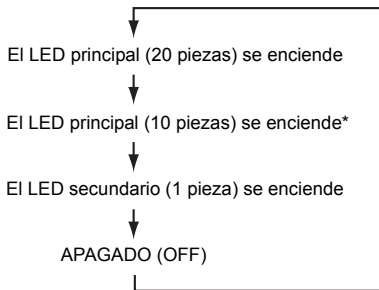 El LED principal (20 piezas) se enciende
El LED principal (10 piezas) se enciende*
El LED secundario (1 pieza) se enciende
APAGADO (OFF)